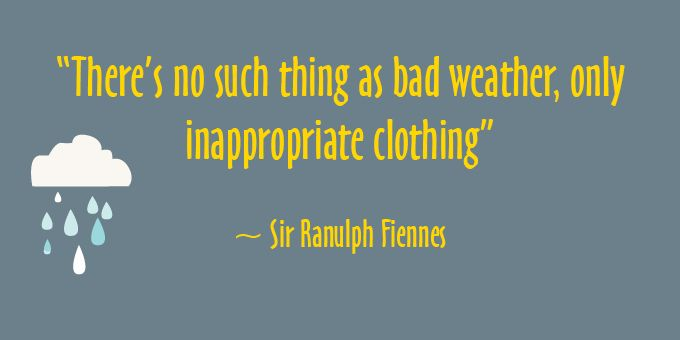 “There’s no such thing as bad weather, only
inappropriate clothing”
~ Sir Ranulph Fiennes